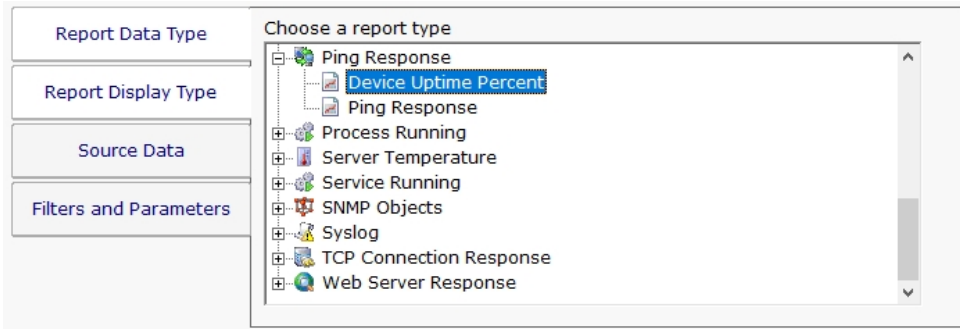 Report Data Type
Report Display Type
Source Data
Filters and Parameters
Choose a report type
Ping Response
Device Uptime Percent
Ping Response
Process Running
Server Temperature
Service Running
SNMP Objects
Syslog
TCP Connection Response
Web Server Response